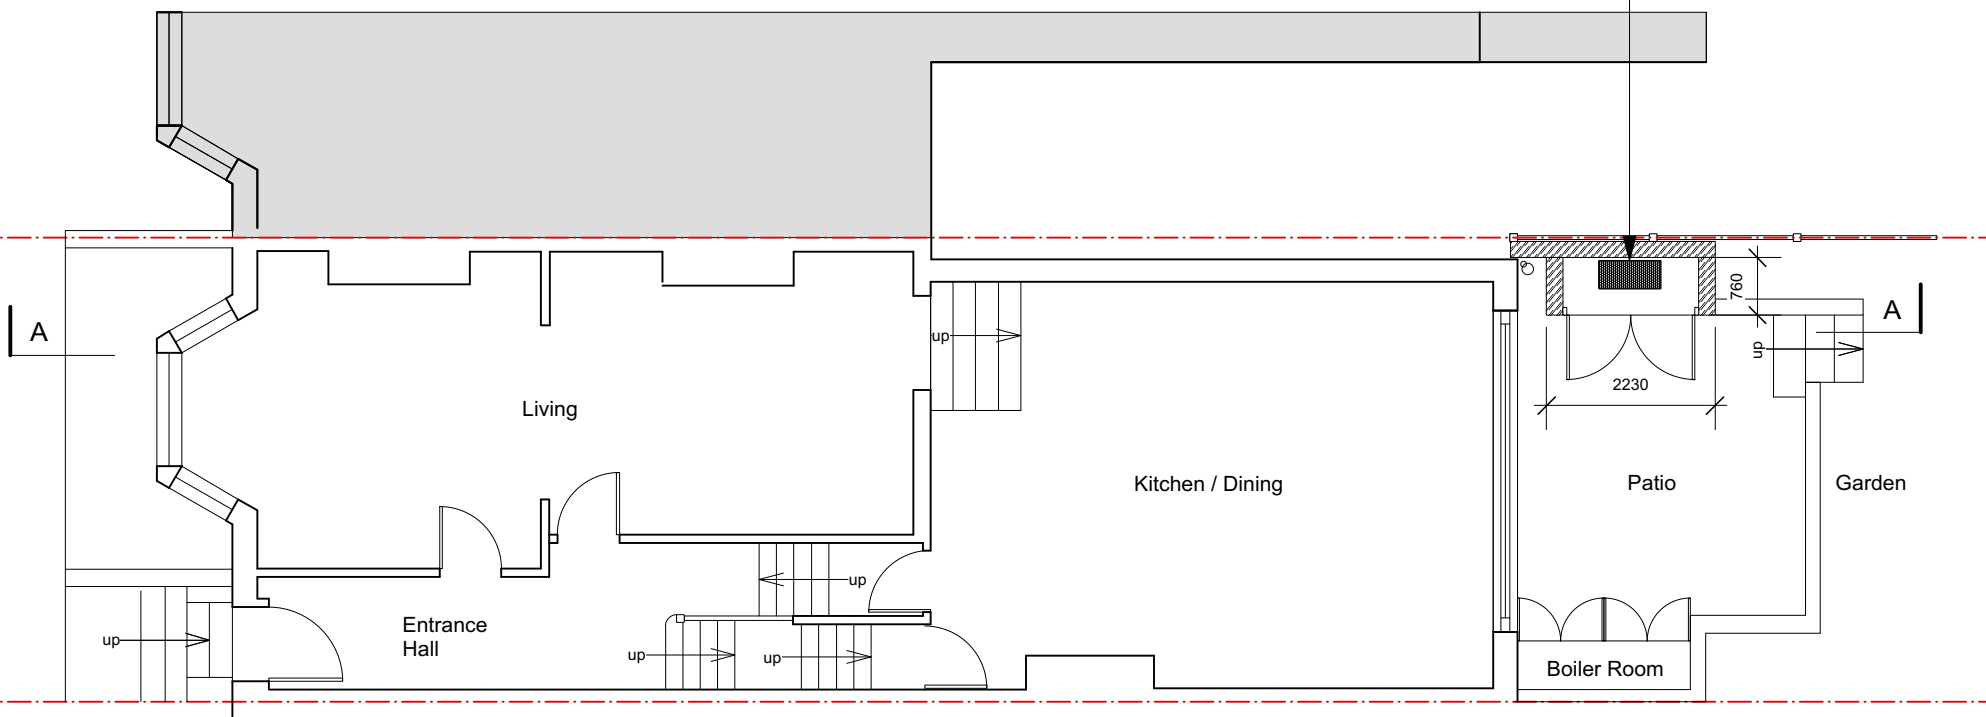 760
A
A
up
up
2230
Living
Kitchen / Dining
Patio
Garden
up
Entrance
Hall
up
up
up
Boiler Room